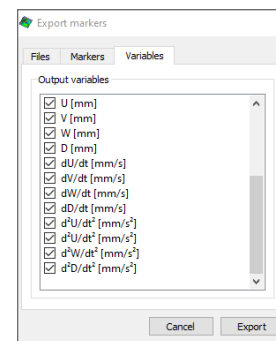 Export markers
Files Markers Variables
Output variables
U [mm]
V [mm]
W [mm]
D [mm]
dU/dt [mm/s]
dV/dt [mm/s]
dW/dt [mm/s]
dD/dt [mm/s]
d²U/dt² [mm/s²]
d²U/dt² [mm/s²]
d²W/dt² [mm/s²]
d²D/dt² [mm/s²]
Cancel Export